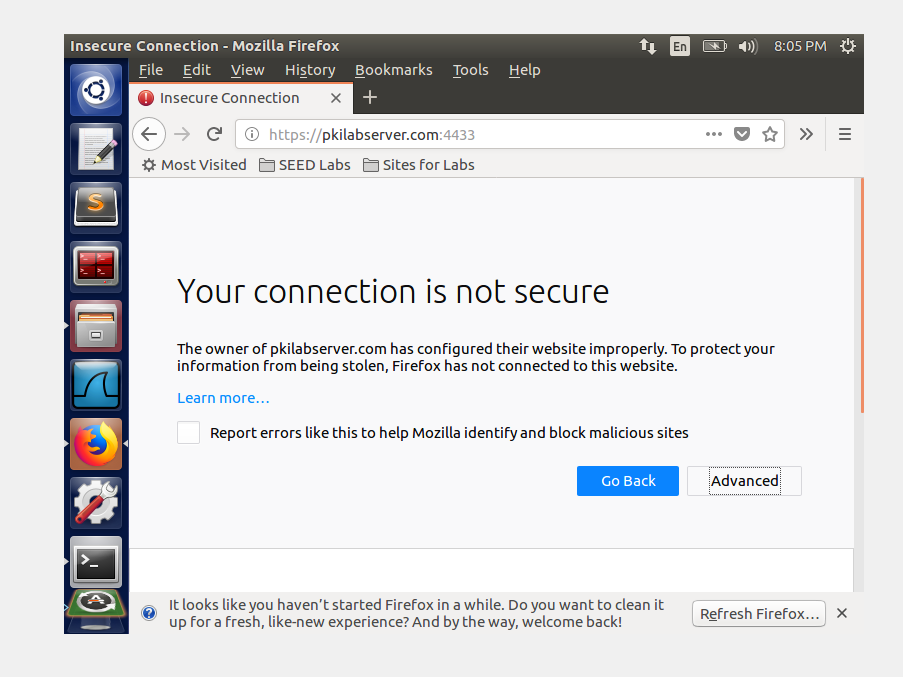 Insecure Connection - Mozilla Firefox
En
8:05 PM
File Edit View History Bookmarks Tools Help
Insecure Connection
https://pkilabserver.com:4433
Most Visited SEED Labs Sites for Labs
S
Your connection is not secure
The owner of pkilabserver.com has configured their website improperly. To protect your
information from being stolen, Firefox has not connected to this website.
Learn more…
Report errors like this to help Mozilla identify and block malicious sites
Go Back Advanced
>_
It looks like you haven’t started Firefox in a while. Do you want to clean it
up for a fresh, like-new experience? And by the way, welcome back!
Refresh Firefox…
A